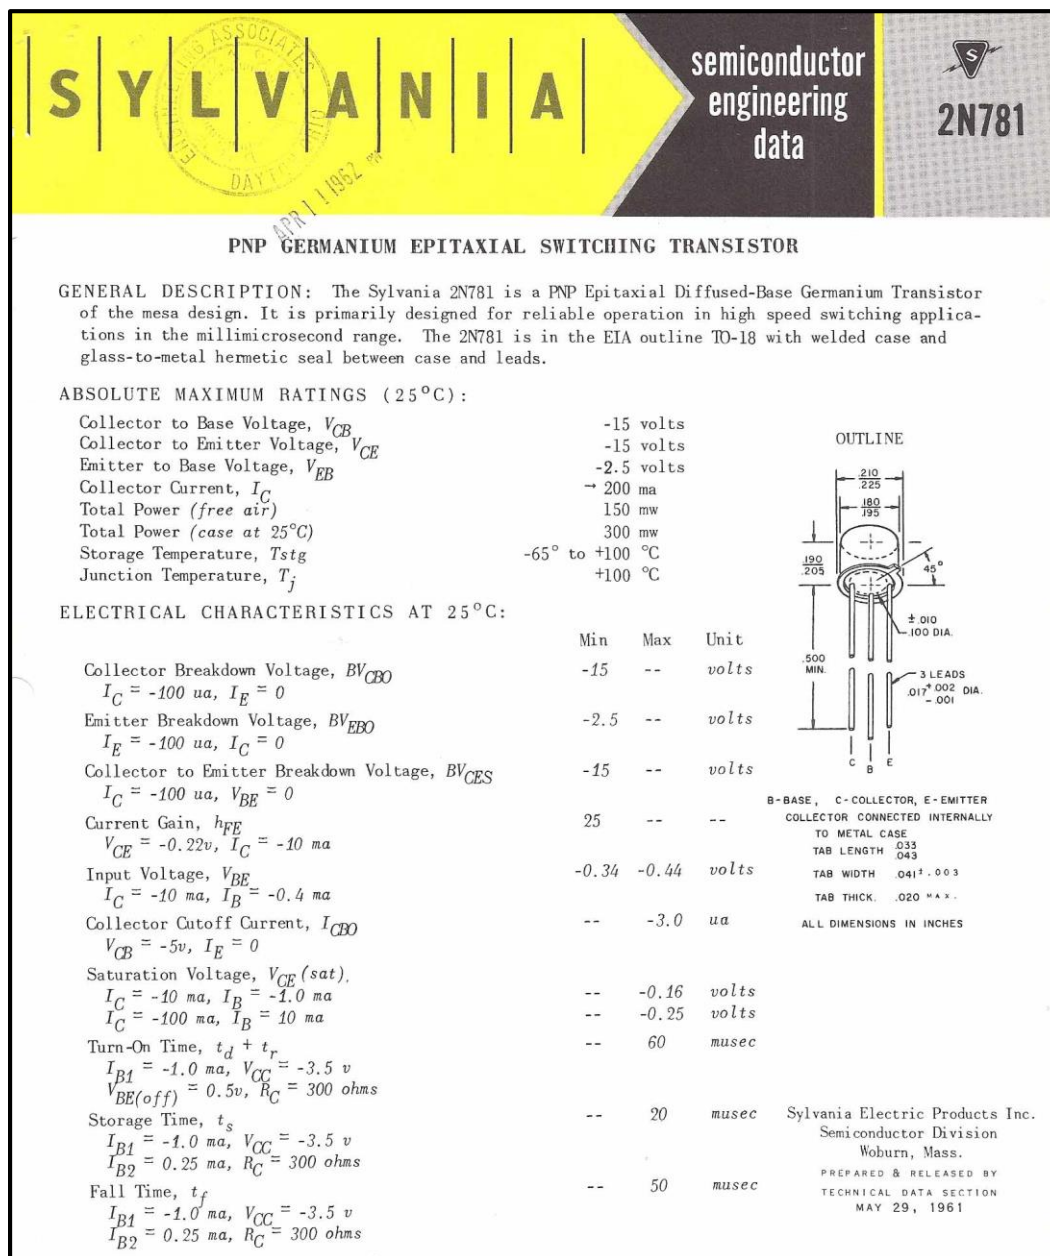 SYLVANIA
ENGINEERING ASSOCIATES
DAYTON
APR 11 1962 PM
semiconductor
engineering
data
S
2N781
PNP GERMANIUM EPITAXIAL SWITCHING TRANSISTOR
GENERAL DESCRIPTION: The Sylvania 2N781 is a PNP Epitaxial Diffused-Base Germanium Transistor
of the mesa design. It is primarily designed for reliable operation in high speed switching applica-
tions in the millimicrosecond range. The 2N781 is in the EIA outline TO-18 with welded case and
glass-to-metal hermetic seal between case and leads.
ABSOLUTE MAXIMUM RATINGS (25°C):
Collector to Base Voltage, VCB -15 volts
Collector to Emitter Voltage, VCE -15 volts
Emitter to Base Voltage, VEB -2.5 volts
Collector Current, IC → 200 ma
Total Power (free air) 150 mw
Total Power (case at 25°C) 300 mw
Storage Temperature, Tstg -65° to +100 °C
Junction Temperature, Tj +100 °C
ELECTRICAL CHARACTERISTICS AT 25°C:
Min Max Unit
Collector Breakdown Voltage, BVCBO -15 -- volts
IC = -100 ua, IE = 0
Emitter Breakdown Voltage, BVEBO -2.5 -- volts
IE = -100 ua, IC = 0
Collector to Emitter Breakdown Voltage, BVCES -15 -- volts
IC = -100 ua, VBE = 0
Current Gain, hFE 25 -- --
VCE = -0.22v, IC = -10 ma
Input Voltage, VBE -0.34 -0.44 volts
IC = -10 ma, IB = -0.4 ma
Collector Cutoff Current, ICBO -- -3.0 ua
VCB = -5v, IE = 0
Saturation Voltage, VCE (sat).
IC = -10 ma, IB = -1.0 ma -- -0.16 volts
IC = -100 ma, IB = 10 ma -- -0.25 volts
Turn-On Time, td + tr -- 60 musec
IB1 = -1.0 ma, VCC = -3.5 v
VBE(off) = 0.5v, RC = 300 ohms
Storage Time, ts -- 20 musec
IB1 = -1.0 ma, VCC = -3.5 v
IB2 = 0.25 ma, RC = 300 ohms
Fall Time, tf -- 50 musec
IB1 = -1.0 ma, VCC = -3.5 v
IB2 = 0.25 ma, RC = 300 ohms
OUTLINE
.210
.225
.180
.195
.190
.205
45°
±.010
.100 DIA.
.500
MIN.
3 LEADS
.017 +.002 -.001 DIA.
C B E
B-BASE, C-COLLECTOR, E-EMITTER
COLLECTOR CONNECTED INTERNALLY
TO METAL CASE
TAB LENGTH .033 .043
TAB WIDTH .041±.003
TAB THICK. .020 MAX.
ALL DIMENSIONS IN INCHES
Sylvania Electric Products Inc.
Semiconductor Division
Woburn, Mass.
PREPARED & RELEASED BY
TECHNICAL DATA SECTION
MAY 29, 1961